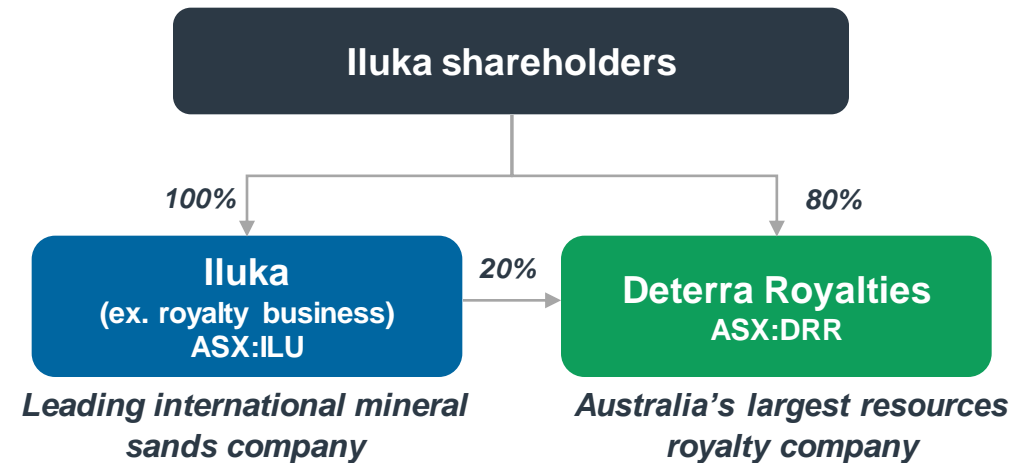 Iluka shareholders
100%
80%
Iluka
(ex. royalty business)
ASX:ILU
20%
Deterra Royalties
ASX:DRR
Leading international mineral
sands company
Australia's largest resources
royalty company